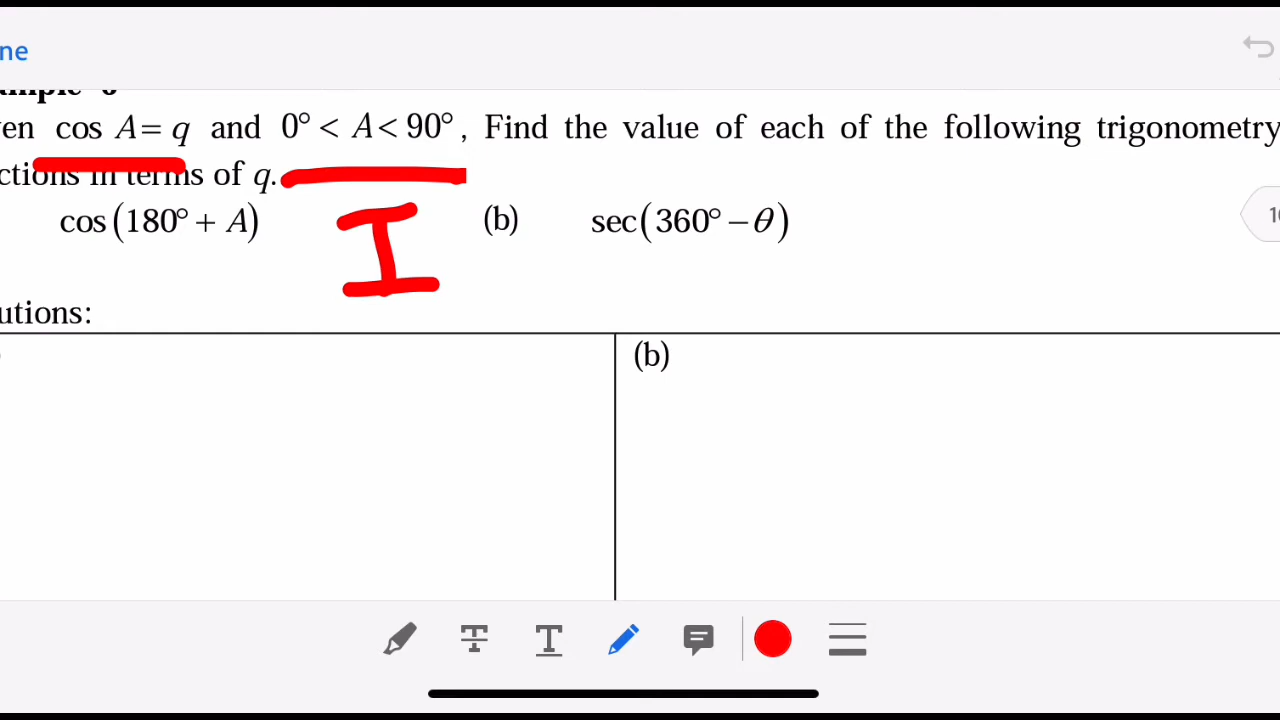 ne
en cos A = q and 0° < A < 90°, Find the value of each of the following trigonometry
ctions in terms of q.
cos(180° + A) (b) sec(360° − θ)
I
10
utions:
(b)
T T